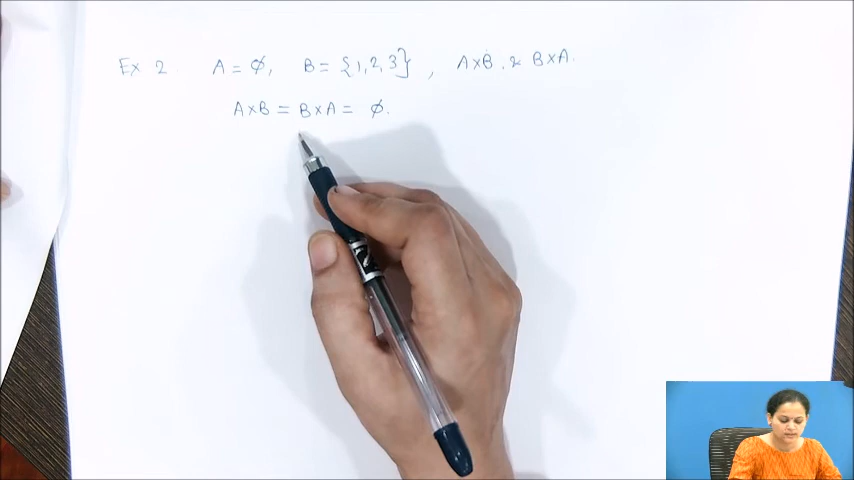 Ex 2 A = ∅, B = {1,2,3}, A×B. & B×A.
A×B = B×A = ∅.